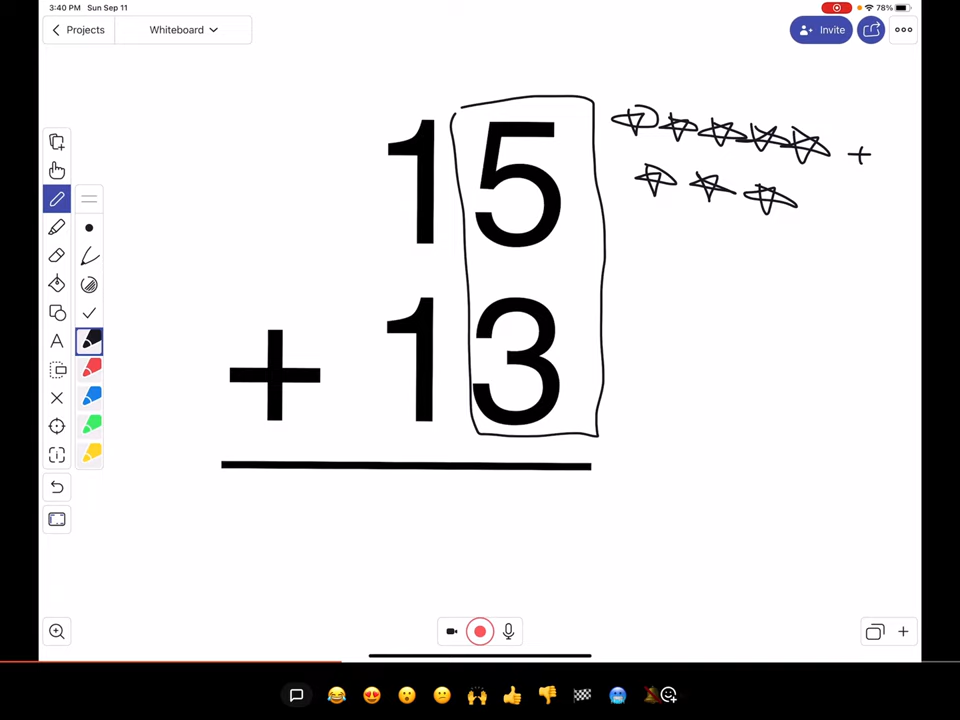 3:40 PM Sun Sep 11 78%
Projects Whiteboard Invite
15
+
+ 13
A
+